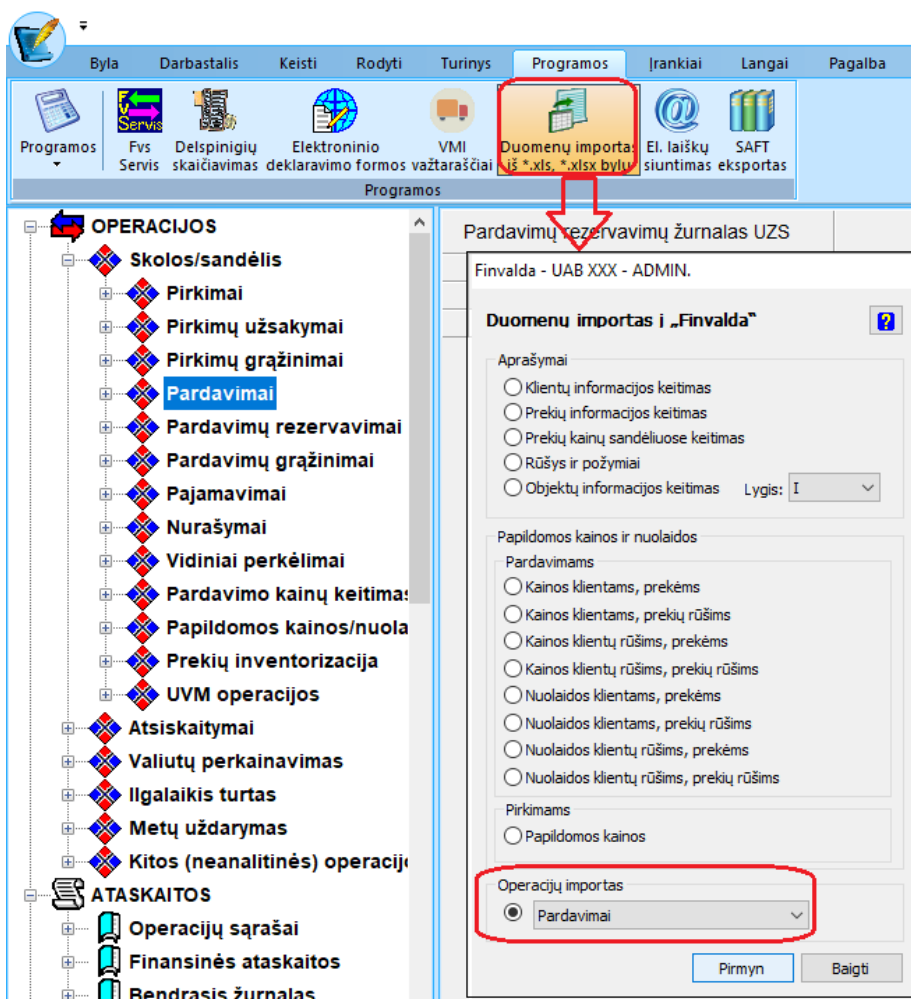 Byla Darbastalis Keisti Rodyti Turinys Programos Įrankiai Langai Pagalba
Programos
Fvs Servis
Fvs
Servis
Delspinigių
skaičiavimas
Elektroninio
deklaravimo formos
VMI
važtaraščiai
Duomenų importas
iš *.xls, *.xlsx bylų
El. laiškų
siuntimas
SAFT
eksportas
Programos
OPERACIJOS
Skolos/sandėlis
Pirkimai
Pirkimų užsakymai
Pirkimų grąžinimai
Pardavimai
Pardavimų rezervavimai
Pardavimų grąžinimai
Pajamavimai
Nurašymai
Vidiniai perkėlimai
Pardavimo kainų keitimas
Papildomos kainos/nuola
Prekių inventorizacija
UVM operacijos
Atsiskaitymai
Valiutų perkainavimas
Ilgalaikis turtas
Metų uždarymas
Kitos (neanalitinės) operacijo
ATASKAITOS
Operacijų sąrašai
Finansinės ataskaitos
Bendrasis žurnalas
Pardavimų rezervavimų žurnalas UZS
Finvalda - UAB XXX - ADMIN.
Duomenų importas į „Finvalda“
?
Aprašymai
Klientų informacijos keitimas
Prekių informacijos keitimas
Prekių kainų sandėliuose keitimas
Rūšys ir požymiai
Objektų informacijos keitimas Lygis: I
Papildomos kainos ir nuolaidos
Pardavimams
Kainos klientams, prekėms
Kainos klientams, prekių rūšims
Kainos klientų rūšims, prekėms
Kainos klientų rūšims, prekių rūšims
Nuolaidos klientams, prekėms
Nuolaidos klientams, prekių rūšims
Nuolaidos klientų rūšims, prekėms
Nuolaidos klientų rūšims, prekių rūšims
Pirkimams
Papildomos kainos
Operacijų importas
Pardavimai
Pirmyn Baigti